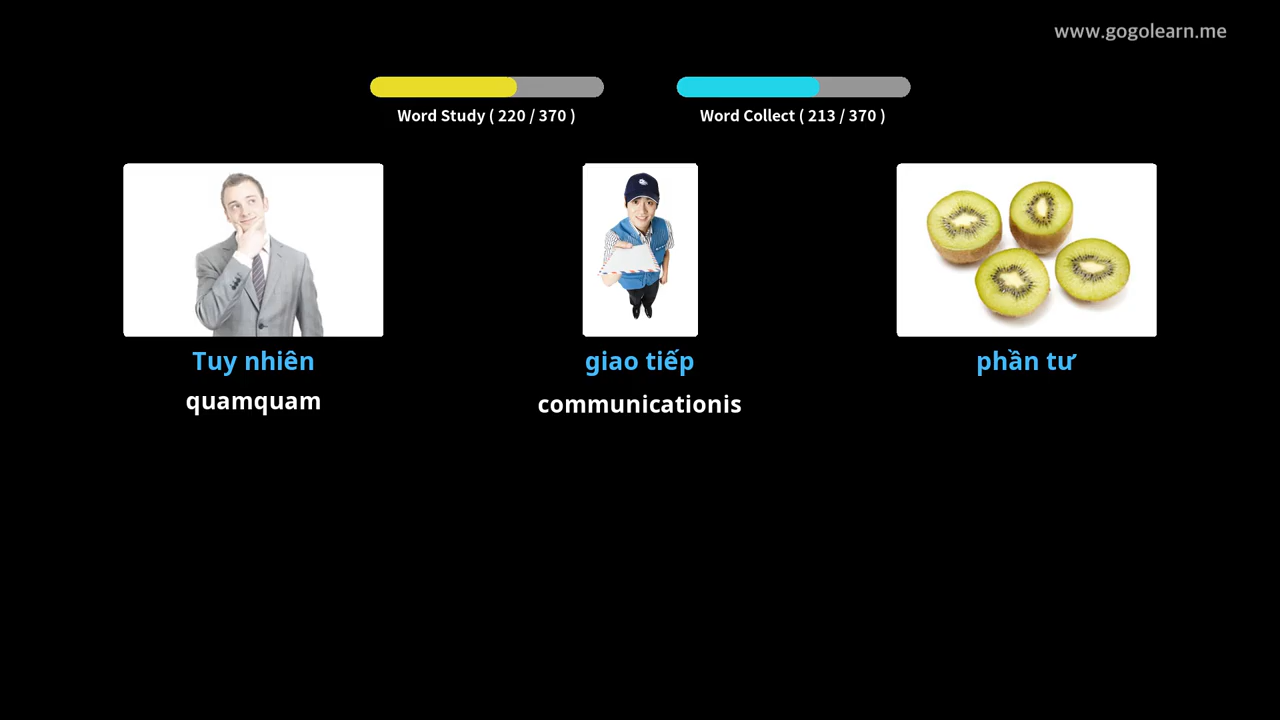 www.gogolearn.me
Word Study ( 220 / 370 )
Word Collect ( 213 / 370 )
Tuy nhiên
giao tiếp
phần tư
quamquam
communicationis